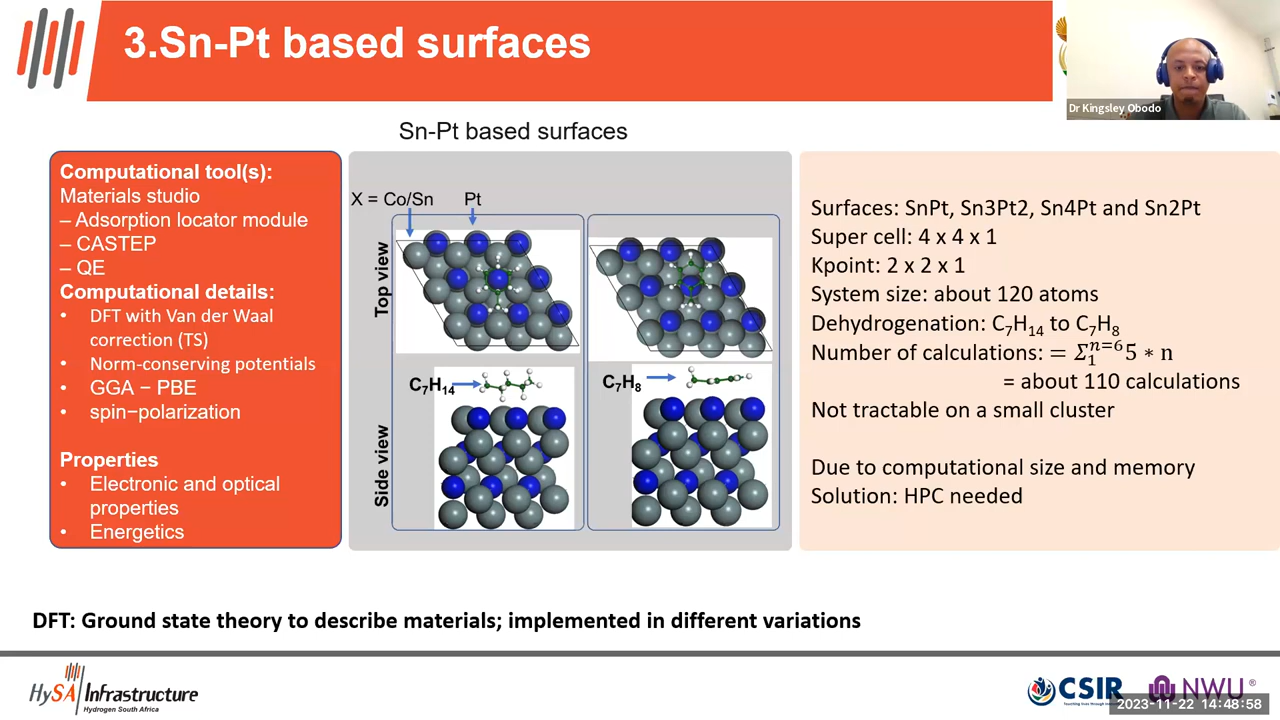 3.Sn-Pt based surfaces
Dr Kingsley Obodo
Sn-Pt based surfaces
Computational tool(s):
Materials studio
– Adsorption locator module
– CASTEP
– QE
Computational details:
• DFT with Van der Waal
correction (TS)
• Norm-conserving potentials
• GGA − PBE
• spin−polarization
Properties
• Electronic and optical
properties
• Energetics
X = Co/Sn Pt
Top view
C₇H₁₄
C₇H₈
Side view
Surfaces: SnPt, Sn3Pt2, Sn4Pt and Sn2Pt
Super cell: 4 x 4 x 1
Kpoint: 2 x 2 x 1
System size: about 120 atoms
Dehydrogenation: C₇H₁₄ to C₇H₈
Number of calculations: = Σ₁ⁿ⁼⁶5 * n
= about 110 calculations
Not tractable on a small cluster
Due to computational size and memory
Solution: HPC needed
DFT: Ground state theory to describe materials; implemented in different variations
HySA Infrastructure
Hydrogen South Africa
CSIR
NWU®
2023-11-22 14:48:58